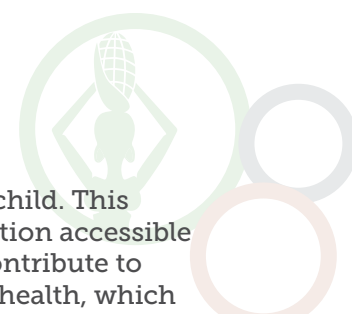 child. This
tion accessible
ontribute to
health, which